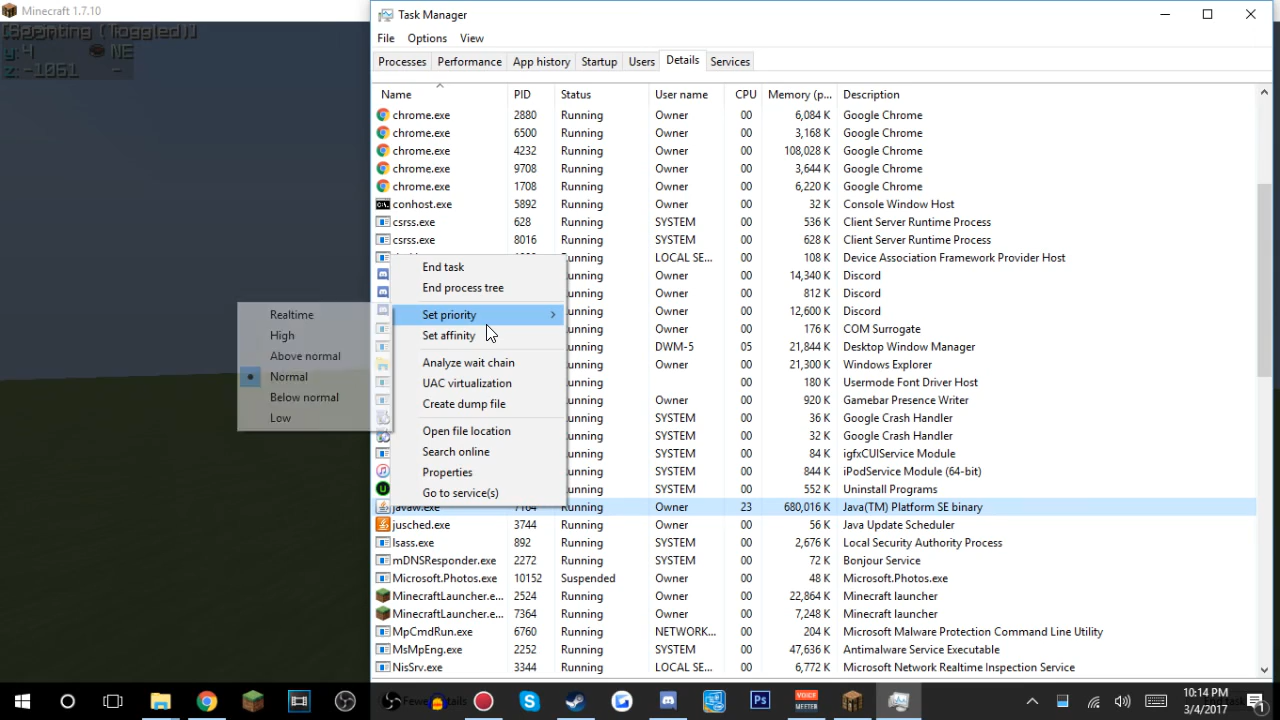 Minecraft 1.7.10
[Sprinting (Toggled)]
y:4 NE
z:-1061 -
Task Manager
File Options View
Processes Performance App history Startup Users Details Services
Name PID Status User name CPU Memory (p... Description
chrome.exe 2880 Running Owner 00 6,084 K Google Chrome
chrome.exe 6500 Running Owner 00 3,168 K Google Chrome
chrome.exe 4232 Running Owner 00 108,028 K Google Chrome
chrome.exe 9708 Running Owner 00 3,644 K Google Chrome
chrome.exe 1708 Running Owner 00 6,220 K Google Chrome
conhost.exe 5892 Running Owner 00 32 K Console Window Host
csrss.exe 628 Running SYSTEM 00 536 K Client Server Runtime Process
csrss.exe 8016 Running SYSTEM 00 628 K Client Server Runtime Process
LOCAL SE... 00 108 K Device Association Framework Provider Host
Owner 00 14,340 K Discord
Owner 00 812 K Discord
Owner 00 12,600 K Discord
Owner 00 176 K COM Surrogate
DWM-5 05 21,844 K Desktop Window Manager
Owner 00 21,300 K Windows Explorer
00 180 K Usermode Font Driver Host
Owner 00 920 K Gamebar Presence Writer
SYSTEM 00 36 K Google Crash Handler
SYSTEM 00 32 K Google Crash Handler
SYSTEM 00 84 K igfxCUIService Module
SYSTEM 00 844 K iPodService Module (64-bit)
SYSTEM 00 552 K Uninstall Programs
javaw.exe 7164 Running Owner 23 680,016 K Java(TM) Platform SE binary
jusched.exe 3744 Running Owner 00 56 K Java Update Scheduler
lsass.exe 892 Running SYSTEM 00 2,676 K Local Security Authority Process
mDNSResponder.exe 2272 Running SYSTEM 00 72 K Bonjour Service
Microsoft.Photos.exe 10152 Suspended Owner 00 48 K Microsoft.Photos.exe
MinecraftLauncher.e... 2524 Running Owner 00 22,864 K Minecraft launcher
MinecraftLauncher.e... 7364 Running Owner 00 7,248 K Minecraft launcher
MpCmdRun.exe 6760 Running NETWORK... 00 204 K Microsoft Malware Protection Command Line Utility
MsMpEng.exe 2252 Running SYSTEM 00 47,636 K Antimalware Service Executable
NisSrv.exe 3344 Running LOCAL SE... 00 6,772 K Microsoft Network Realtime Inspection Service
End task
End process tree
Set priority
Set affinity
Analyze wait chain
UAC virtualization
Create dump file
Open file location
Search online
Properties
Go to service(s)
Realtime
High
Above normal
Normal
Below normal
Low
Fewer details
VOICE
MEETER
Ps
10:14 PM
3/4/2017
1